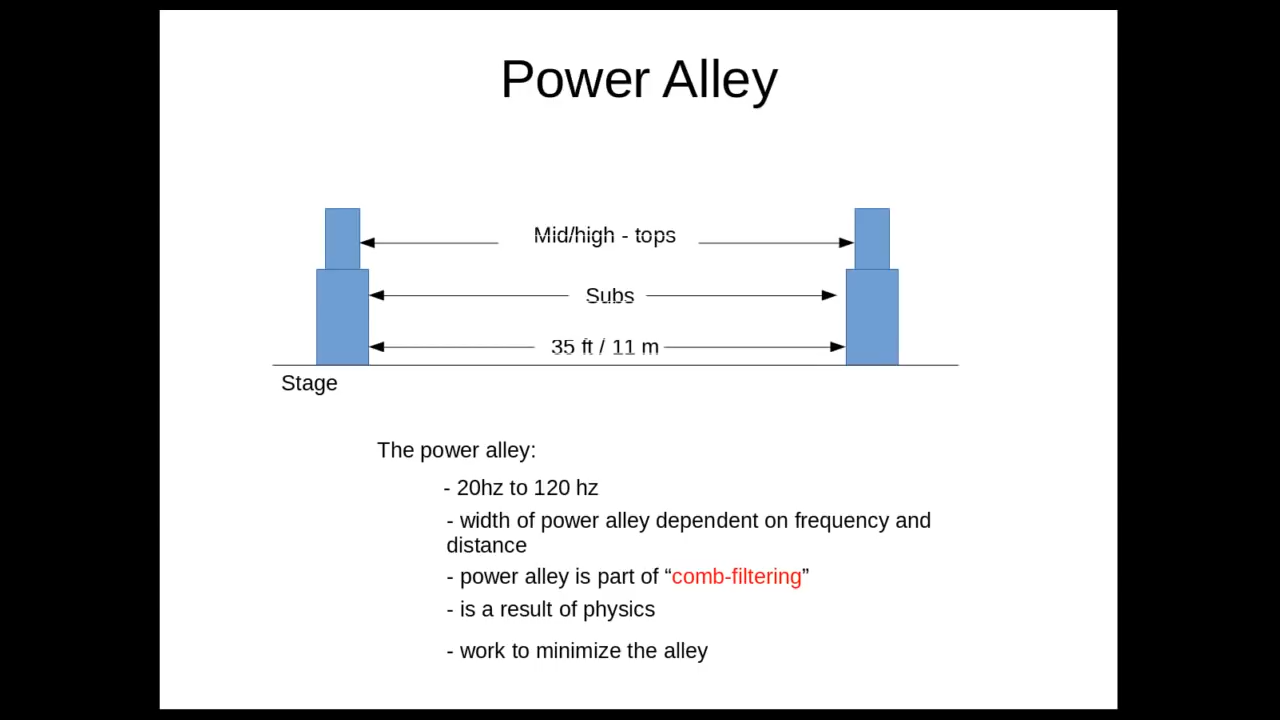 Power Alley
Mid/high - tops
Subs
35 ft / 11 m
Stage
The power alley:
- 20hz to 120 hz
- width of power alley dependent on frequency and
distance
- power alley is part of “comb-filtering”
- is a result of physics
- work to minimize the alley